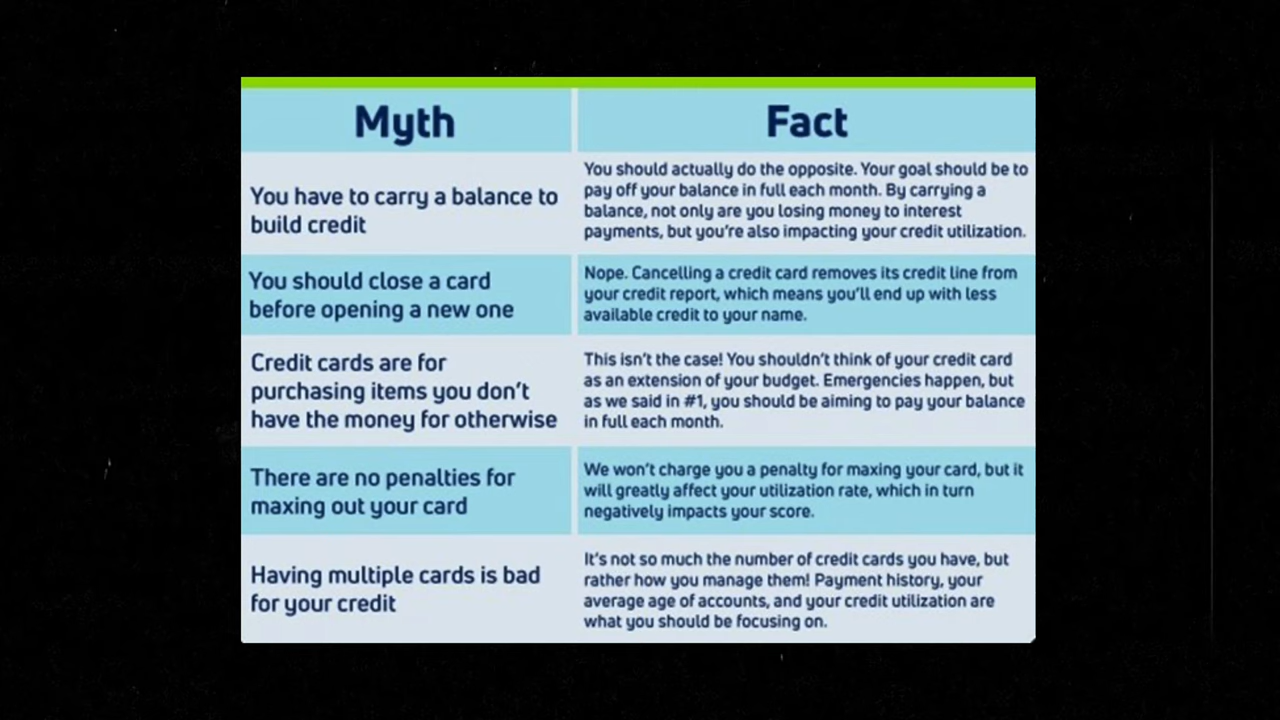 Myth
Fact
You have to carry a balance to
build credit
You should actually do the opposite. Your goal should be to
pay off your balance in full each month. By carrying a
balance, not only are you losing money to interest
payments, but you're also impacting your credit utilization.
You should close a card
before opening a new one
Nope. Cancelling a credit card removes its credit line from
your credit report, which means you'll end up with less
available credit to your name.
Credit cards are for
purchasing items you don't
have the money for otherwise
This isn't the case! You shouldn't think of your credit card
as an extension of your budget. Emergencies happen, but
as we said in #1, you should be aiming to pay your balance
in full each month.
There are no penalties for
maxing out your card
We won't charge you a penalty for maxing your card, but it
will greatly affect your utilization rate, which in turn
negatively impacts your score.
Having multiple cards is bad
for your credit
It's not so much the number of credit cards you have, but
rather how you manage them! Payment history, your
average age of accounts, and your credit utilization are
what you should be focusing on.